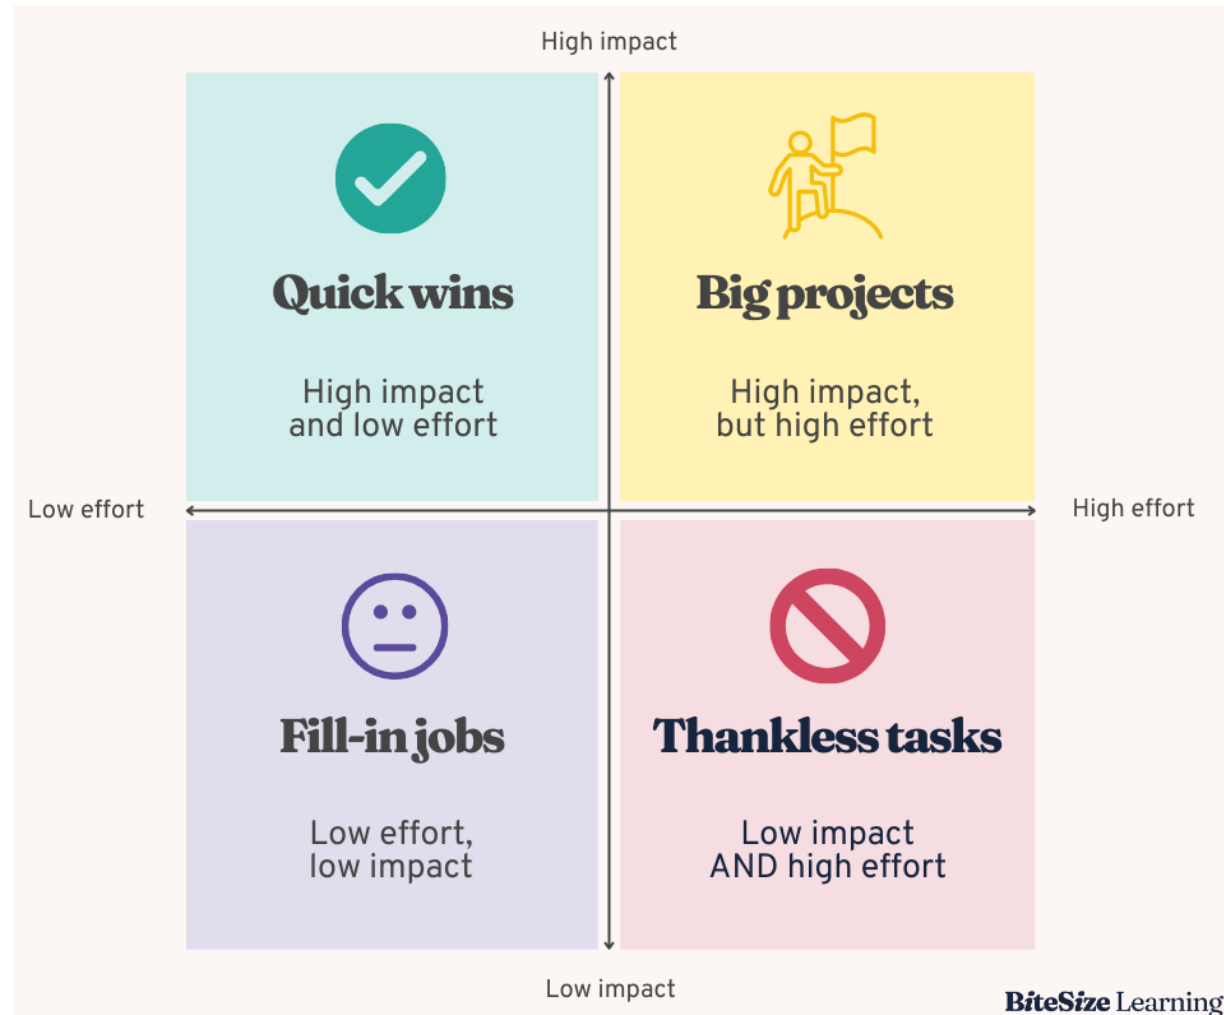 High impact
Quick wins
High impact
and low effort
Big projects
High impact,
but high effort
Low effort
High effort
Fill-in jobs
Low effort,
low impact
Thankless tasks
Low impact
AND high effort
Low impact
BiteSize Learning